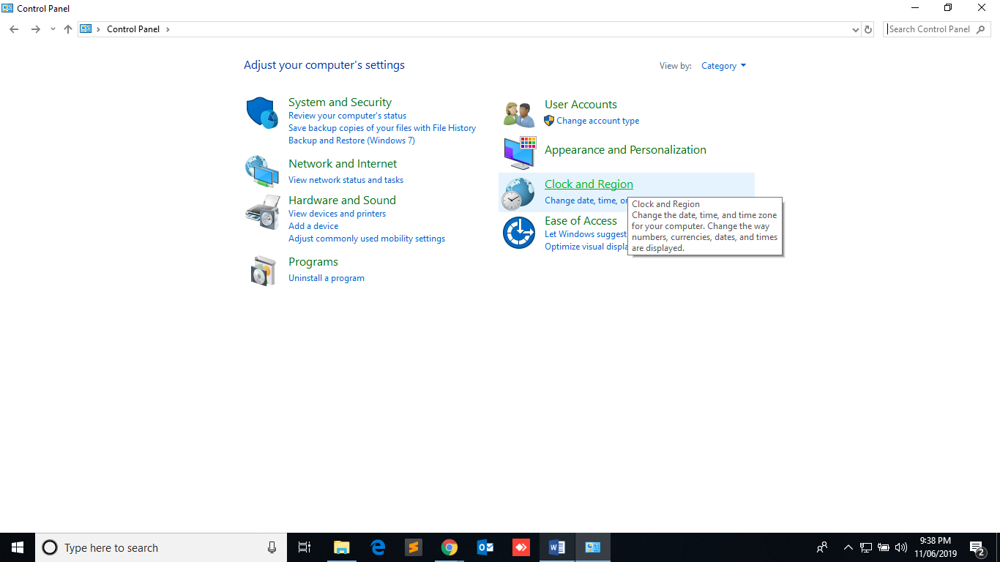 Control Panel
Control Panel
Search Control Panel
Adjust your computer's settings
View by: Category
System and Security
Review your computer's status
Save backup copies of your files with File History
Backup and Restore (Windows 7)
Network and Internet
View network status and tasks
Hardware and Sound
View devices and printers
Add a device
Adjust commonly used mobility settings
Programs
Uninstall a program
User Accounts
Change account type
Appearance and Personalization
Clock and Region
Change date, time, or
Ease of Access
Let Windows suggest
Optimize visual displa
Clock and Region
Change the date, time, and time zone
for your computer. Change the way
numbers, currencies, dates, and times
are displayed.
Type here to search
9:38 PM
11/06/2019
2